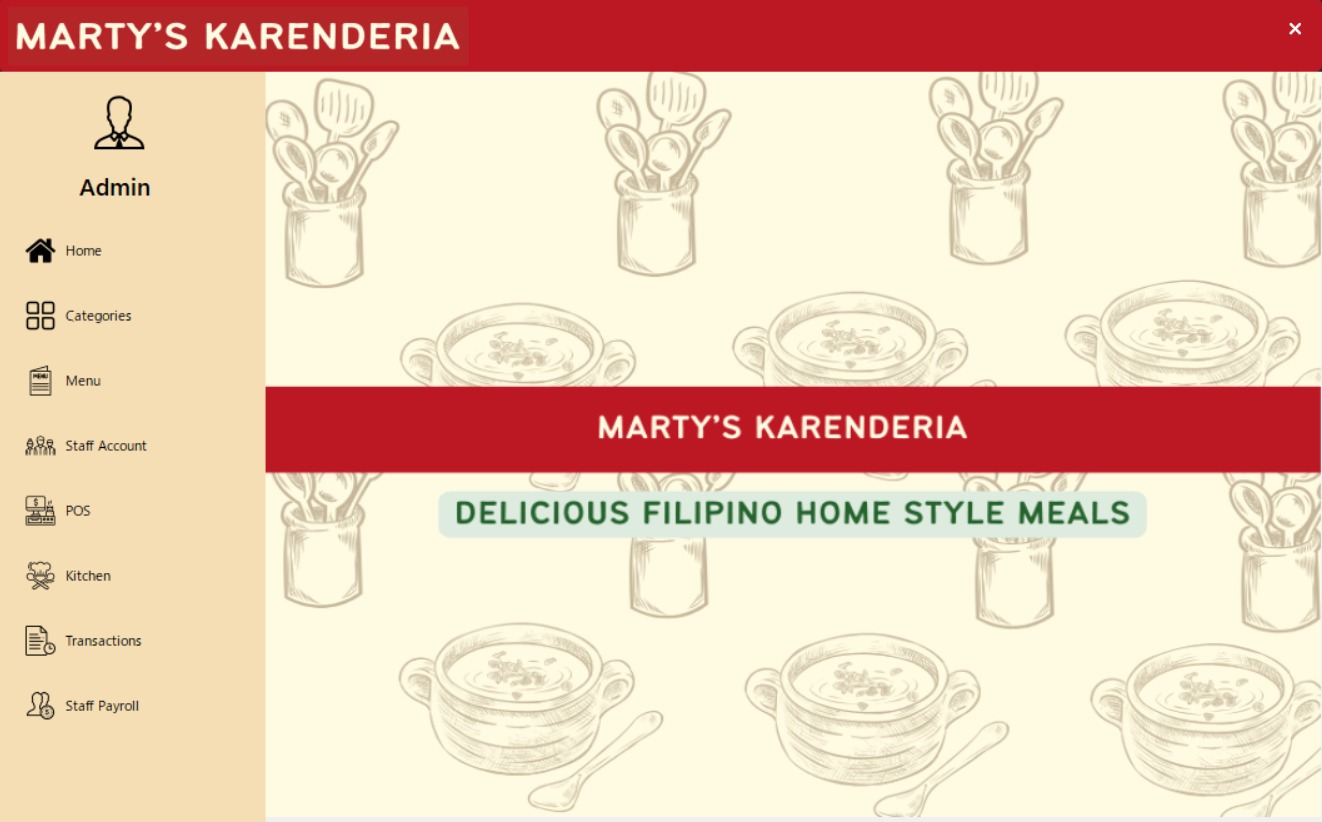 MARTY'S KARENDERIA
Admin
Home
Categories
MENU
Menu
Staff Account
$
POS
Kitchen
Transactions
$
Staff Payroll
MARTY'S KARENDERIA
DELICIOUS FILIPINO HOME STYLE MEALS